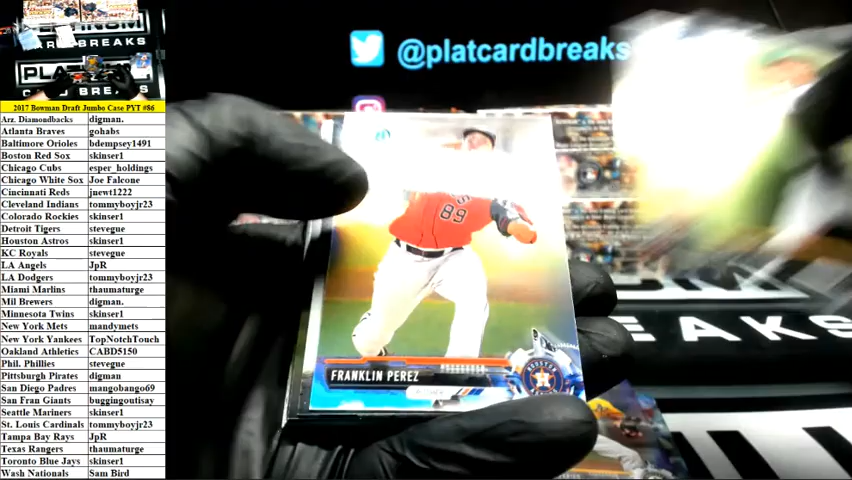 @platcardbreaks
2017 Bowman Draft Jumbo Case PYT #86
Arz. Diamondbacks digman.
Atlanta Braves gohabs
Baltimore Orioles bdempsey1491
Boston Red Sox skinser1
Chicago Cubs esper_holdings
Chicago White Sox Joe Falcone
Cincinnati Reds jnewt1222
Cleveland Indians tommyboyjr23
Colorado Rockies skinser1
Detroit Tigers stevegue
Houston Astros skinser1
KC Royals stevegue
LA Angels JpR
LA Dodgers tommyboyjr23
Miami Marlins thaumaturge
Mil Brewers digman.
Minnesota Twins skinser1
New York Mets mandymets
New York Yankees TopNotchTouch
Oakland Athletics CABD5150
Phil. Phillies stevegue
Pittsburgh Pirates digman
San Diego Padres mangobango69
San Fran Giants buggingoutisay
Seattle Mariners skinser1
St. Louis Cardinals tommyboyjr23
Tampa Bay Rays JpR
Texas Rangers thaumaturge
Toronto Blue Jays skinser1
Wash Nationals Sam Bird
89
FRANKLIN PEREZ
EAKS